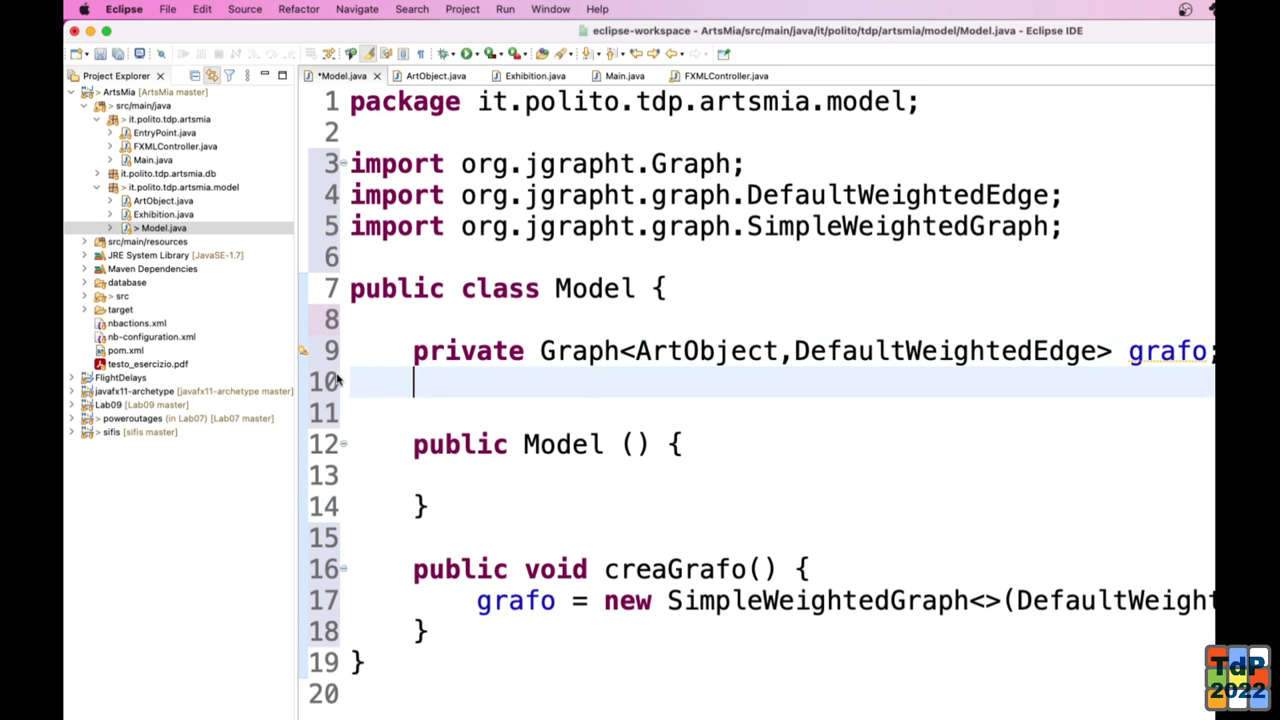 Eclipse File Edit Source Refactor Navigate Search Project Run Window Help
eclipse-workspace - ArtsMia/src/main/java/it/polito/tdp/artsmia/model/Model.java - Eclipse IDE
Project Explorer
*Model.java ArtObject.java Exhibition.java Main.java FXMLController.java
> ArtsMia [ArtsMia master]
> src/main/java
> it.polito.tdp.artsmia
EntryPoint.java
FXMLController.java
Main.java
it.polito.tdp.artsmia.db
> it.polito.tdp.artsmia.model
ArtObject.java
Exhibition.java
> Model.java
src/main/resources
JRE System Library [JavaSE-1.7]
Maven Dependencies
database
> src
target
nbactions.xml
nb-configuration.xml
pom.xml
testo_esercizio.pdf
FlightDelays
javafx11-archetype [javafx11-archetype master]
Lab09 [Lab09 master]
> poweroutages (in Lab07) [Lab07 master]
> sifis [sifis master]
1 package it.polito.tdp.artsmia.model;
2
3 import org.jgrapht.Graph;
4 import org.jgrapht.graph.DefaultWeightedEdge;
5 import org.jgrapht.graph.SimpleWeightedGraph;
6
7 public class Model {
8
9 private Graph<ArtObject,DefaultWeightedEdge> grafo;
10
11
12 public Model () {
13
14 }
15
16 public void creaGrafo() {
17 grafo = new SimpleWeightedGraph<>(DefaultWeight
18 }
19 }
20
TdP
2022